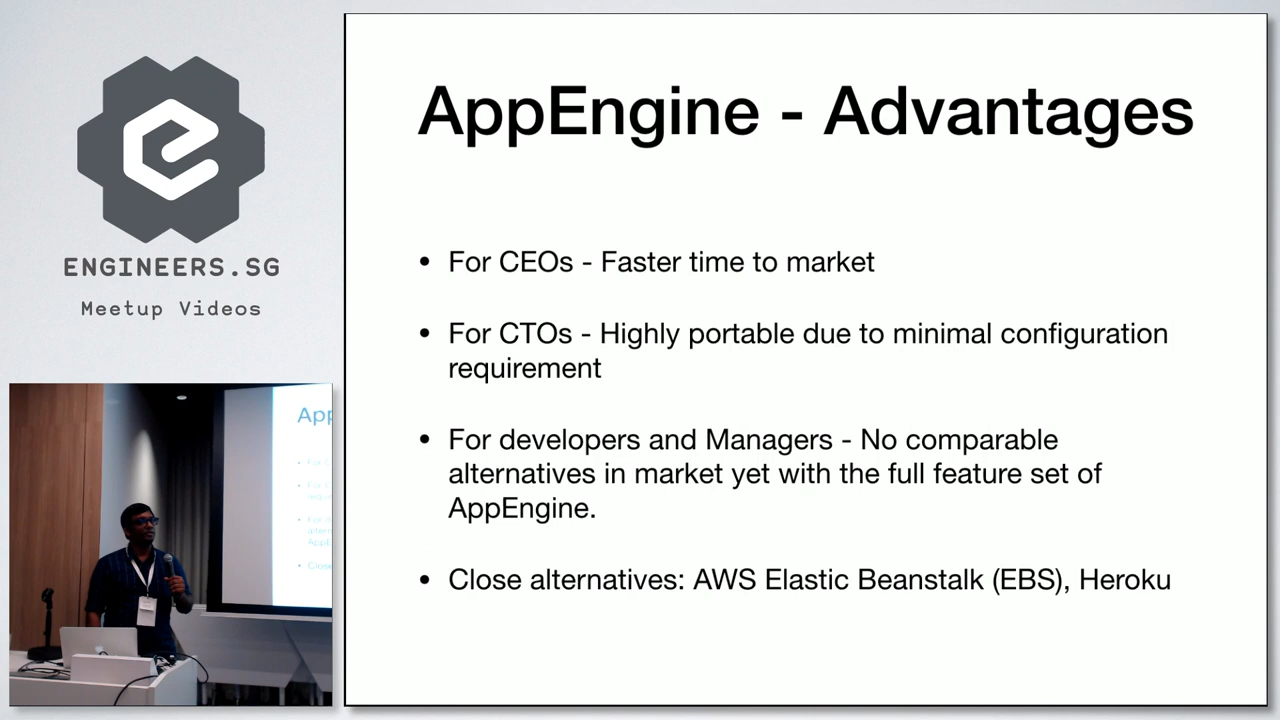 ENGINEERS.SG
Meetup Videos
AppEngine - Advantages
• For CEOs - Faster time to market
• For CTOs - Highly portable due to minimal configuration
requirement
• For developers and Managers - No comparable
alternatives in market yet with the full feature set of
AppEngine.
• Close alternatives: AWS Elastic Beanstalk (EBS), Heroku
App